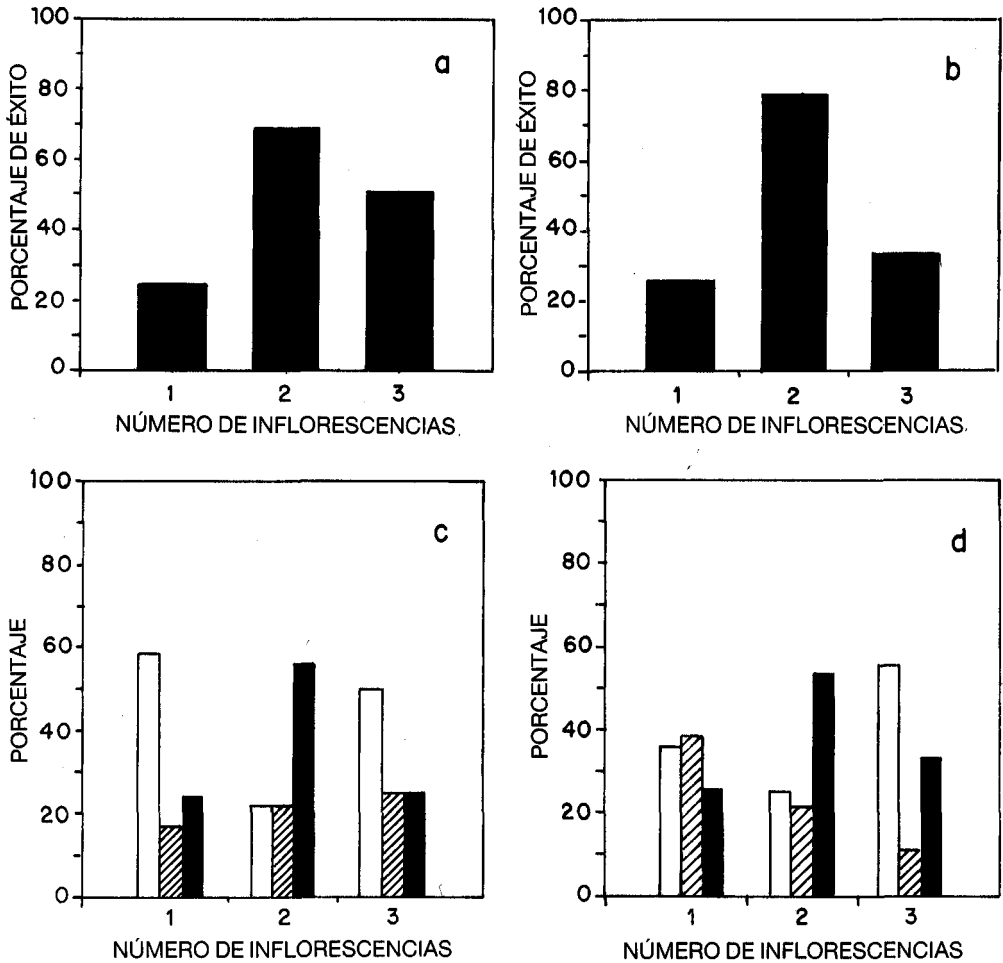 100
80
60
40
20
0
PORCENTAJE DE ÉXITO
a
1 2 3
NÚMERO DE INFLORESCENCIAS.
100
80
60
40
20
0
PORCENTAJE DE ÉXITO
b
1 2 3
NÚMERO DE INFLORESCENCIAS.
100
80
60
40
20
0
PORCENTAJE
c
1 2 3
NÚMERO DE INFLORESCENCIAS
100
80
60
40
20
0
PORCENTAJE
d
1 2 3
NÚMERO DE INFLORESCENCIAS